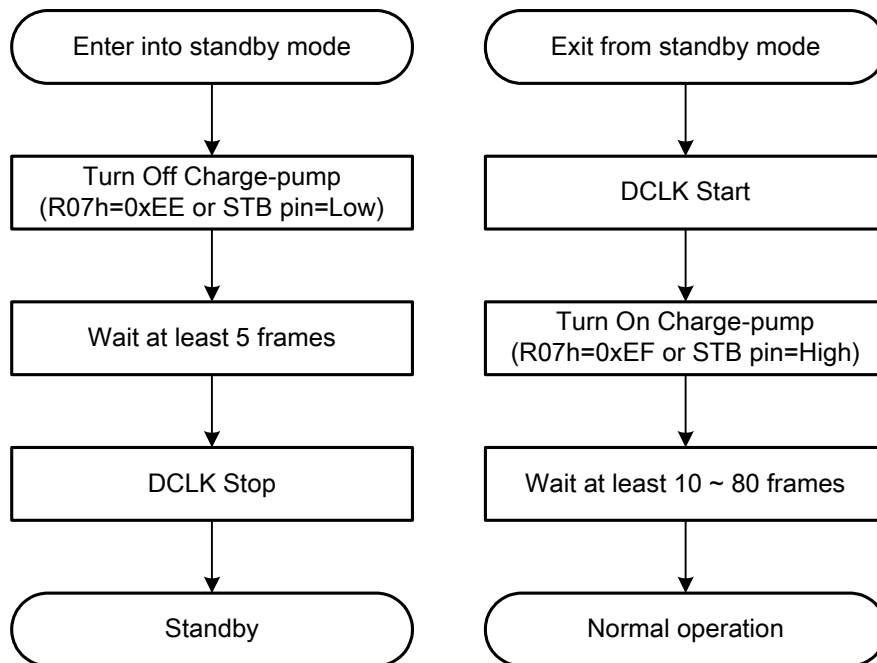 Enter into standby mode
Turn Off Charge-pump
(R07h=0xEE or STB pin=Low)
Wait at least 5 frames
DCLK Stop
Standby
Exit from standby mode
DCLK Start
Turn On Charge-pump
(R07h=0xEF or STB pin=High)
Wait at least 10 ~ 80 frames
Normal operation